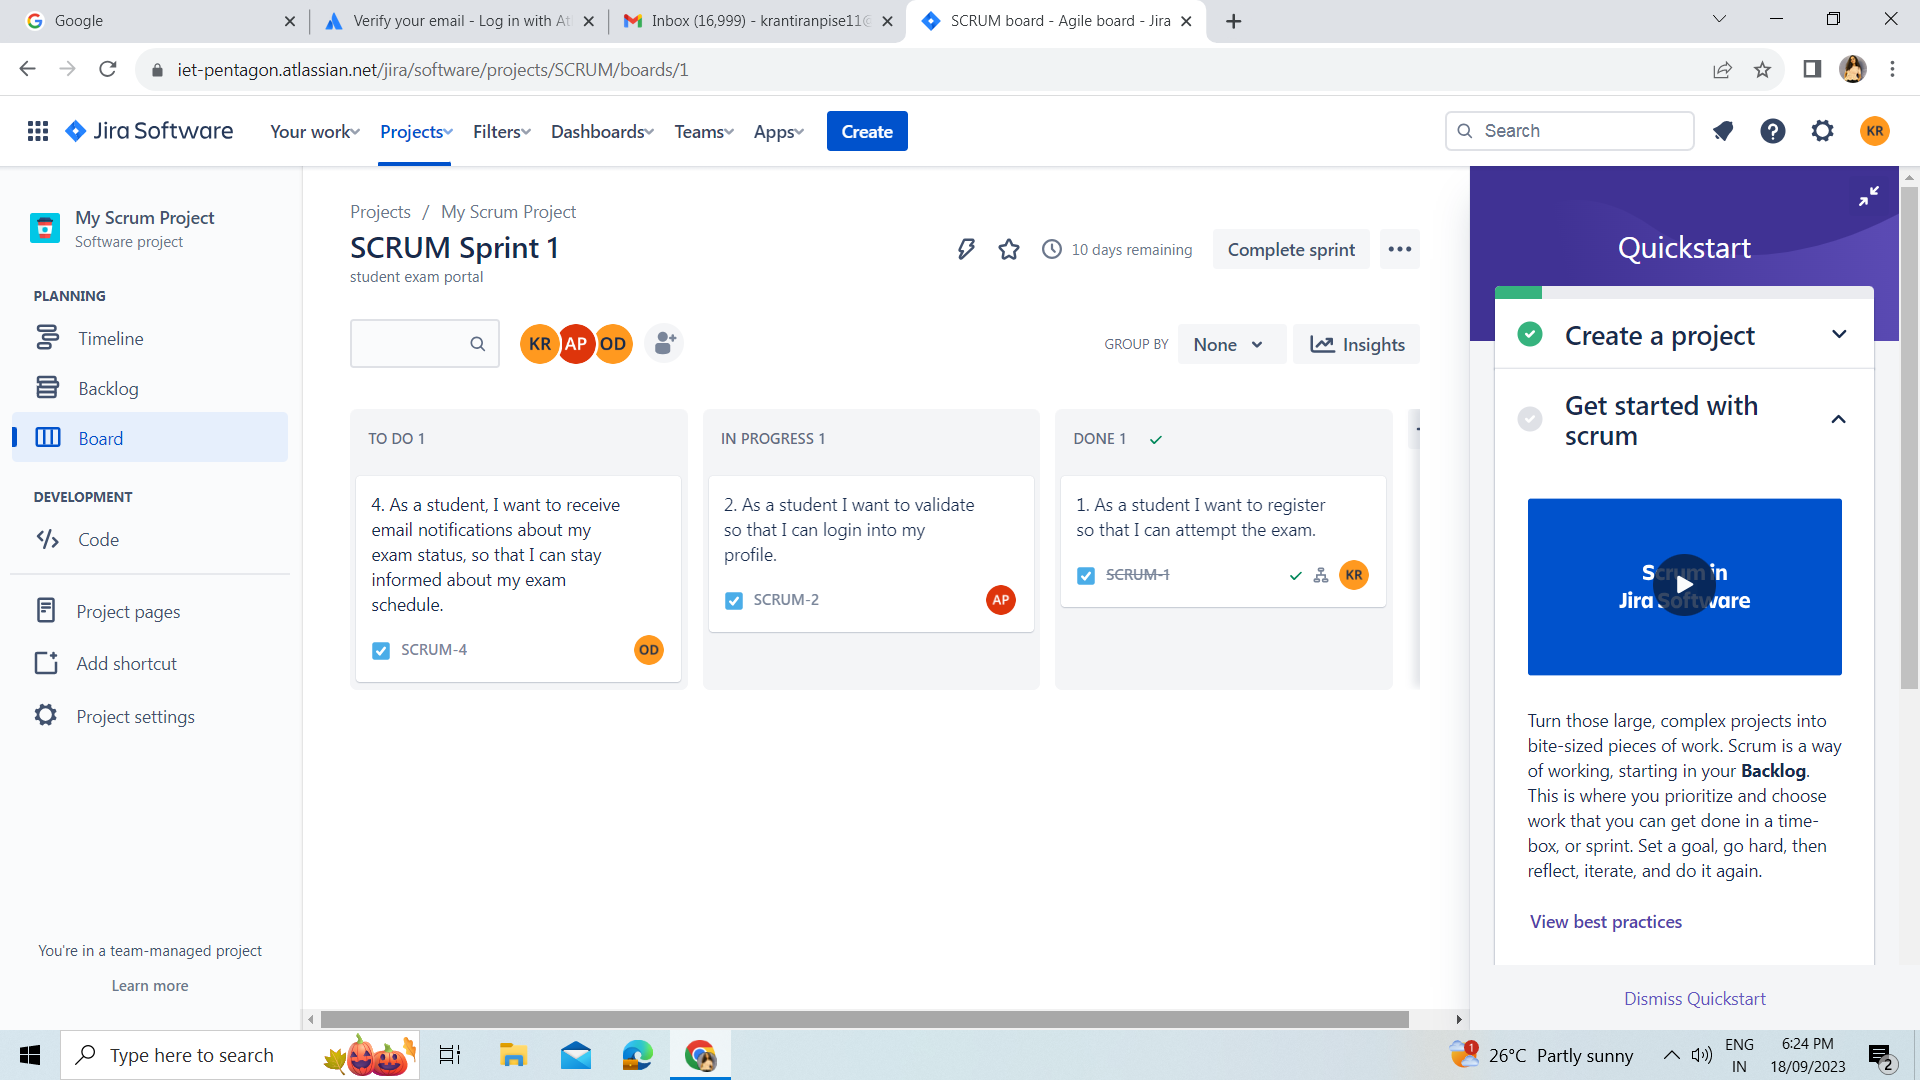 Google
Verify your email - Log in with At
Inbox (16,999) - krantiranpise11@
SCRUM board - Agile board - Jira
iet-pentagon.atlassian.net/jira/software/projects/SCRUM/boards/1
Jira Software
Your work
Projects
Filters
Dashboards
Teams
Apps
Create
Search
KR
My Scrum Project
Software project
PLANNING
Timeline
Backlog
Board
DEVELOPMENT
Code
Project pages
Add shortcut
Project settings
You're in a team-managed project
Learn more
Projects / My Scrum Project
SCRUM Sprint 1
student exam portal
10 days remaining
Complete sprint
KR AP OD
GROUP BY
None
Insights
TO DO 1
4. As a student, I want to receive
email notifications about my
exam status, so that I can stay
informed about my exam
schedule.
SCRUM-4
OD
IN PROGRESS 1
2. As a student I want to validate
so that I can login into my
profile.
SCRUM-2
AP
DONE 1
1. As a student I want to register
so that I can attempt the exam.
SCRUM-1
KR
Quickstart
Create a project
Get started with
scrum
Scrum in
Jira Software
Turn those large, complex projects into
bite-sized pieces of work. Scrum is a way
of working, starting in your Backlog.
This is where you prioritize and choose
work that you can get done in a time-
box, or sprint. Set a goal, go hard, then
reflect, iterate, and do it again.
View best practices
Dismiss Quickstart
Type here to search
1
26°C Partly sunny
ENG
IN
6:24 PM
18/09/2023
2